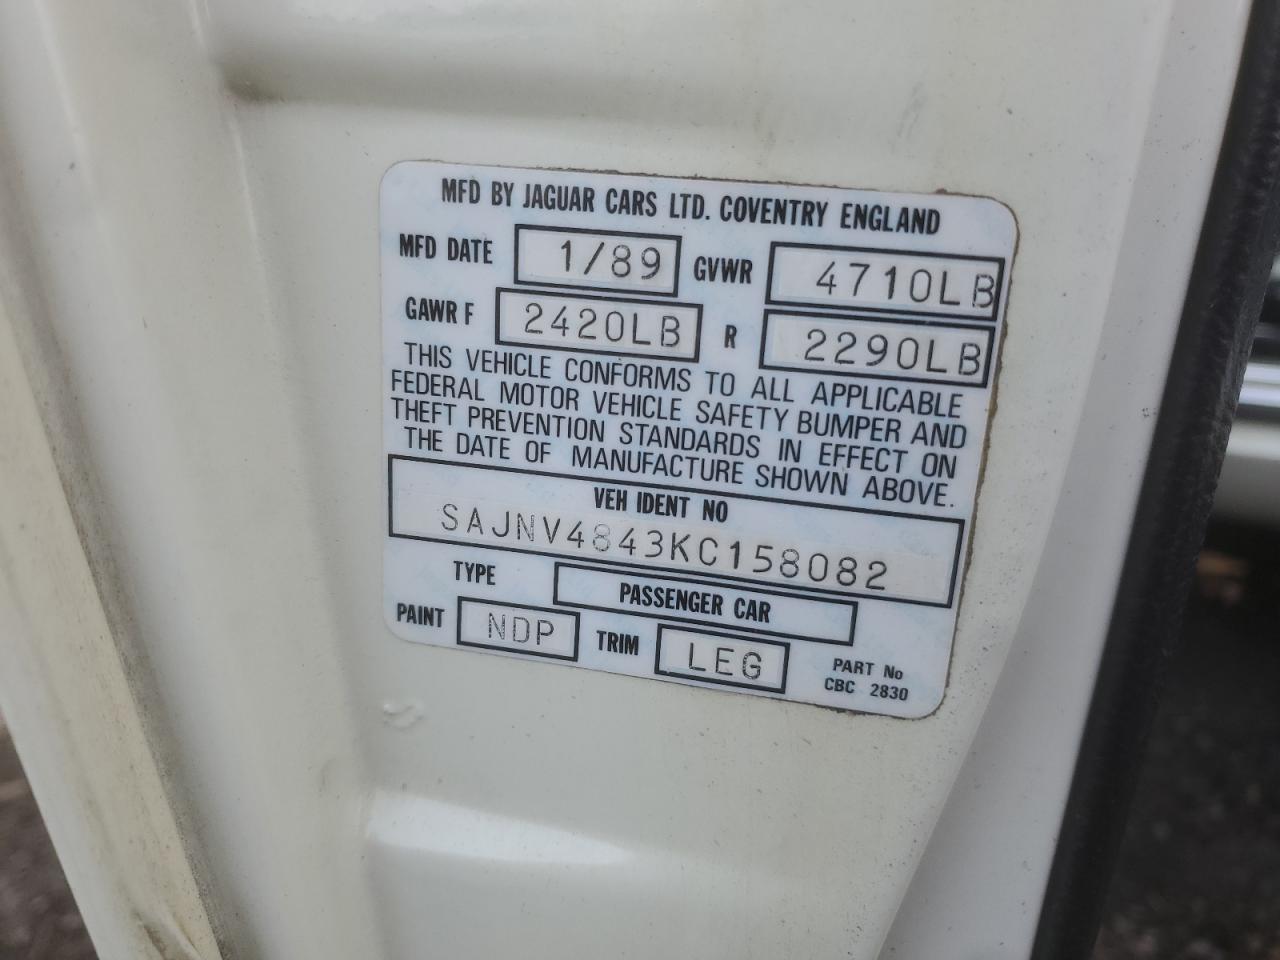 MFD BY JAGUAR CARS LTD. COVENTRY ENGLAND
MFD DATE 1/89 GVWR 4710LB
GAWR F 2420LB R 2290LB
THIS VEHICLE CONFORMS TO ALL APPLICABLE
FEDERAL MOTOR VEHICLE SAFETY BUMPER AND
THEFT PREVENTION STANDARDS IN EFFECT ON
THE DATE OF MANUFACTURE SHOWN ABOVE.
VEH IDENT NO
SAJNV4843KC158082
TYPE PASSENGER CAR
PAINT NDP TRIM LEG PART No
CBC 2830